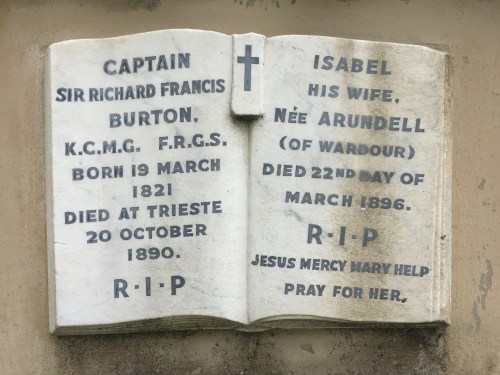 CAPTAIN
SIR RICHARD FRANCIS
BURTON.
K.C.M.G. F.R.G.S.
BORN 19 MARCH
1821
DIED AT TRIESTE
20 OCTOBER
1890.
R·I·P
ISABEL
HIS WIFE,
NÉE ARUNDELL
(OF WARDOUR)
DIED 22ND DAY OF
MARCH 1896.
R·I·P
JESUS MERCY MARY HELP
PRAY FOR HER.